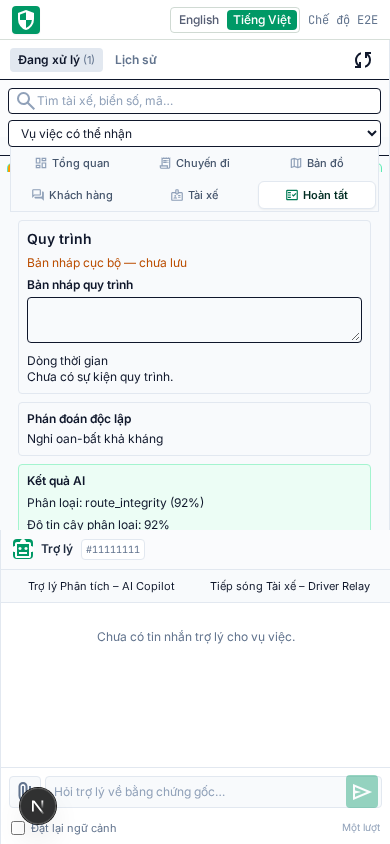 English Tiếng Việt Chế độ E2E
Đang xử lý (1) Lịch sử
Tìm tài xế, biển số, mã...
Vụ việc có thể nhận
Tổng quan Chuyến đi Bản đồ
Khách hàng Tài xế Hoàn tất
Quy trình
Bản nháp cục bộ — chưa lưu
Bản nháp quy trình
Dòng thời gian
Chưa có sự kiện quy trình.
Phán đoán độc lập
Nghi oan-bất khả kháng
Kết quả AI
Phân loại: route_integrity (92%)
Độ tin cậy phân loại: 92%
Trợ lý #11111111
Trợ lý Phân tích – AI Copilot Tiếp sóng Tài xế – Driver Relay
Chưa có tin nhắn trợ lý cho vụ việc.
Hỏi trợ lý về bằng chứng gốc...
N
Đặt lại ngữ cảnh Một lượt